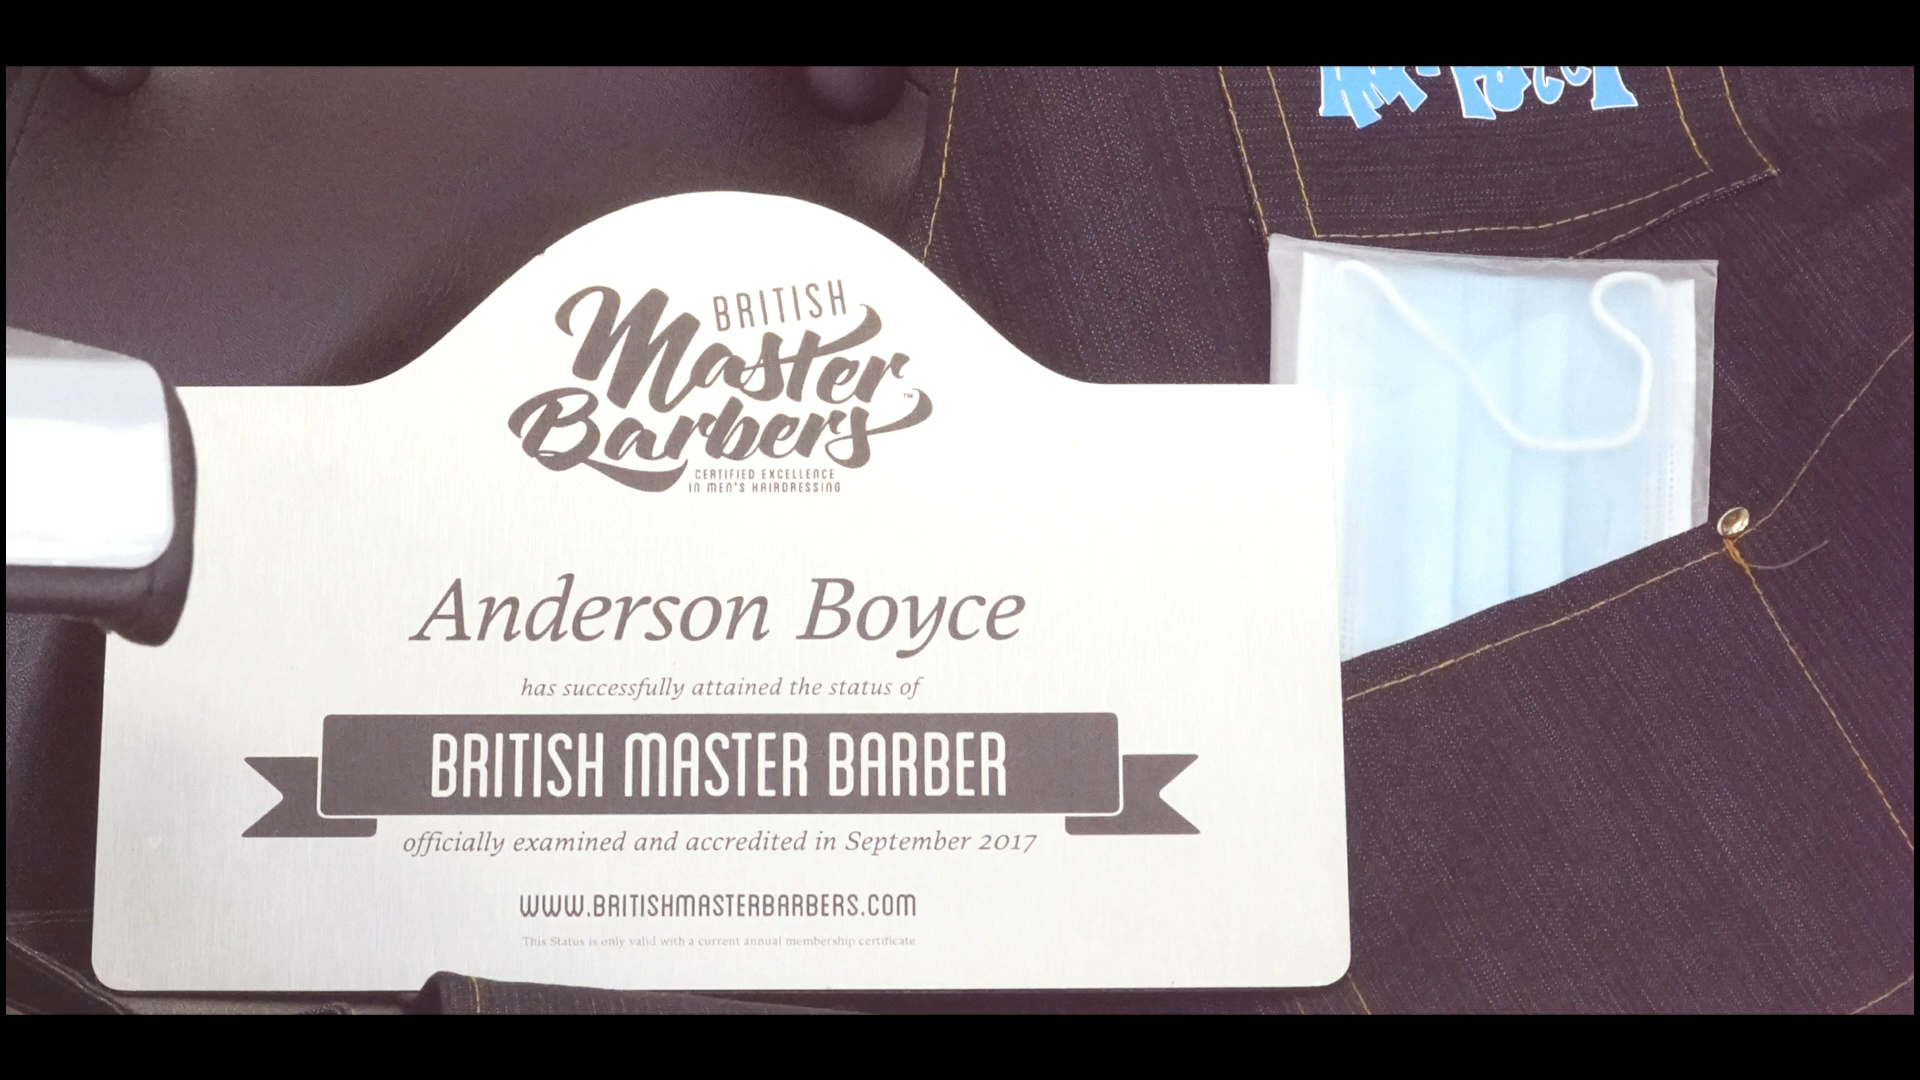 BRITISH
Master
Barbers™
CERTIFIED EXCELLENCE
IN MEN'S HAIRDRESSING
Anderson Boyce
has successfully attained the status of
BRITISH MASTER BARBER
officially examined and accredited in September 2017
WWW.BRITISHMASTERBARBERS.COM
This Status is only valid with a current annual membership certificate